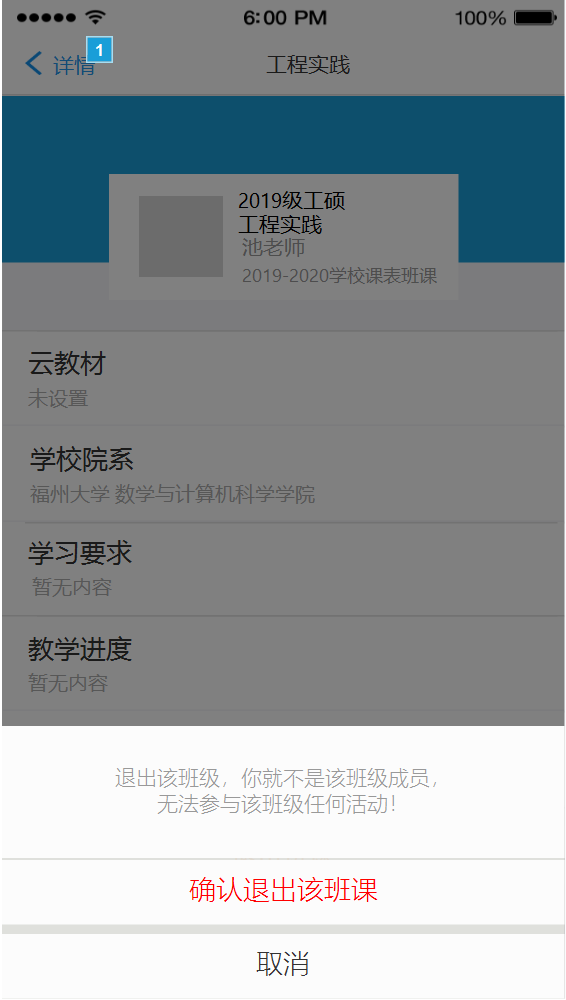 6:00 PM 100%
详情 1 工程实践
2019级工硕
工程实践
池老师
2019-2020学校课表班课
云教材
未设置
学校院系
福州大学 数学与计算机科学学院
学习要求
暂无内容
教学进度
暂无内容
退出该班级，你就不是该班级成员，
无法参与该班级任何活动！
确认退出该班课
取消